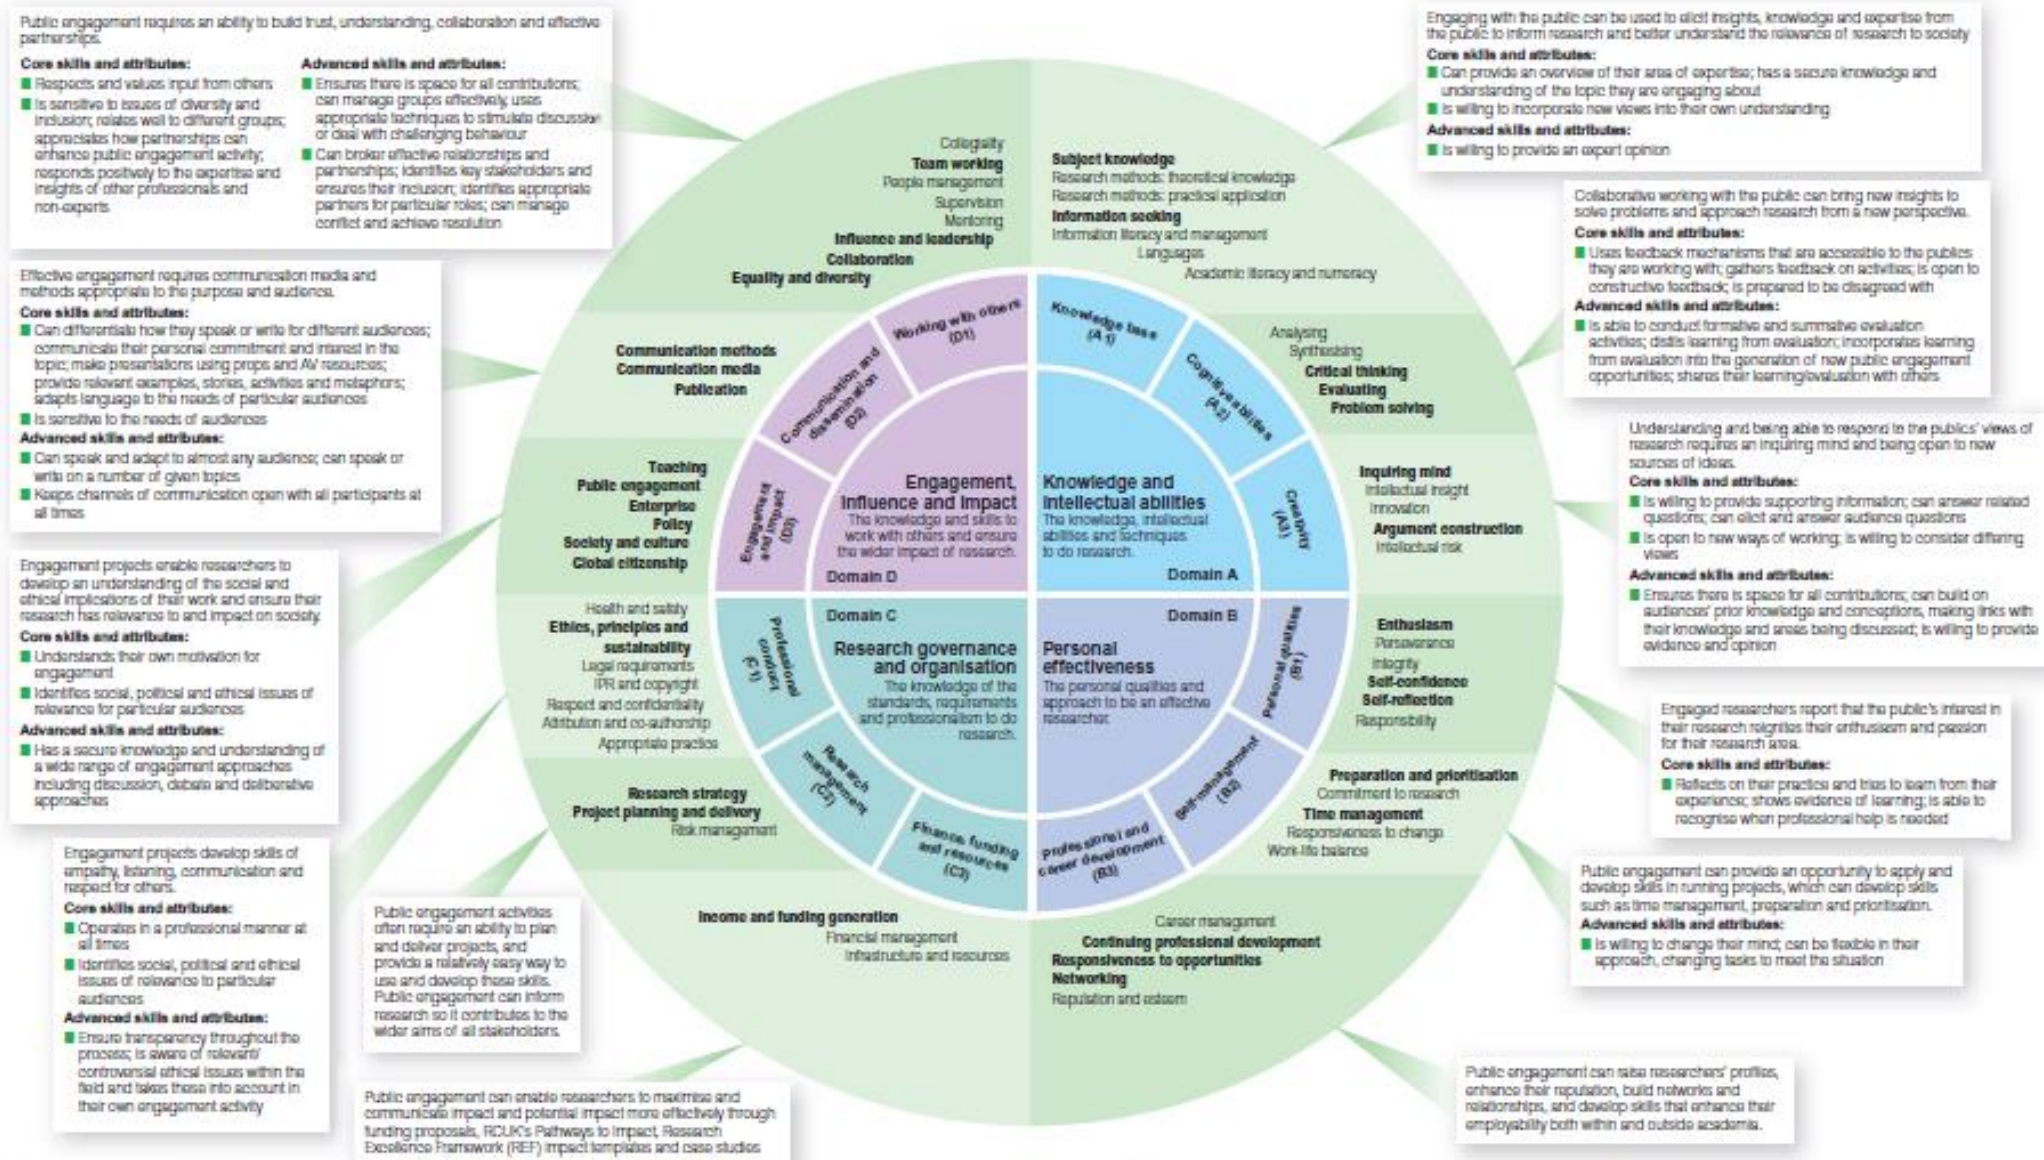 Public engagement requires an ability to build trust, understanding, collaboration and effective
partnerships.
Core skills and attributes:
Respects and values input from others
Is sensitive to issues of diversity and
inclusion; relates well to different groups;
appreciates how partnerships can
enhance public engagement activity;
responds positively to the expertise and
insights of other professionals and
non-experts
Advanced skills and attributes:
Ensures there is space for all contributions;
can manage groups effectively, uses
appropriate techniques to stimulate discussion
or deal with challenging behaviour
Can broker effective relationships and
partnerships; identifies key stakeholders and
ensures their inclusion; identifies appropriate
partners for particular roles; can manage
conflict and achieve resolution
Effective engagement requires communication media and
methods appropriate to the purpose and audience.
Core skills and attributes:
Can differentiate how they speak or write for different audiences;
communicate their personal commitment and interest in the
topic; make presentations using props and AV resources;
provide relevant examples, stories, activities and metaphors;
adapts language to the needs of particular audiences
Is sensitive to the needs of audiences
Advanced skills and attributes:
Can speak and adapt to almost any audience; can speak or
write on a number of given topics
Keeps channels of communication open with all participants at
all times
Engagement projects enable researchers to
develop an understanding of the social and
ethical implications of their work and ensure their
research has relevance to and impact on society.
Core skills and attributes:
Understands their own motivation for
engagement
Identifies social, political and ethical issues of
relevance for particular audiences
Advanced skills and attributes:
Has a secure knowledge and understanding of
a wide range of engagement approaches
including discussion, debate and deliberative
approaches
Engagement projects develop skills of
empathy, listening, communication and
respect for others.
Core skills and attributes:
Operates in a professional manner at
all times
Identifies social, political and ethical
issues of relevance to particular
audiences
Advanced skills and attributes:
Ensure transparency throughout the
process; is aware of relevant/
controversial ethical issues within the
field and takes these into account in
their own engagement activity
Public engagement activities
often require an ability to plan
and deliver projects, and
provide a relatively easy way to
use and develop these skills.
Public engagement can inform
research so it contributes to the
wider aims of all stakeholders.
Public engagement can enable researchers to maximise and
communicate impact and potential impact more effectively through
funding proposals, RCUK's Pathways to Impact, Research
Excellence Framework (REF) impact templates and case studies
Collegiality
Team working
People management
Supervision
Mentoring
Influence and leadership
Collaboration
Equality and diversity
Communication methods
Communication media
Publication
Teaching
Public engagement
Enterprise
Policy
Society and culture
Global citizenship
Health and safety
Ethics, principles and
sustainability
Legal requirements
IPR and copyright
Respect and confidentiality
Attribution and co-authorship
Appropriate practice
Research strategy
Project planning and delivery
Risk management
Income and funding generation
Financial management
Infrastructure and resources
Working with others
(D1)
Communication and
dissemination
(D2)
Engagement
and impact
(D3)
Engagement,
Influence and Impact
The knowledge and skills to
work with others and ensure
the wider impact of research.
Domain D
Knowledge base
(A1)
Cognitive abilities
(A2)
Creativity
(A3)
Knowledge and
Intellectual abilities
The knowledge, intellectual
abilities and techniques
to do research.
Domain A
Professional
conduct
(C1)
Research
management
(C2)
Finance, funding
and resources
(C3)
Domain C
Research governance
and organisation
The knowledge of the
standards, requirements
and professionalism to do
research.
Personal qualities
(B1)
Self-management
(B2)
Professional and
career development
(B3)
Domain B
Personal
effectiveness
The personal qualities and
approach to be an effective
researcher.
Subject knowledge
Research methods: theoretical knowledge
Research methods: practical application
Information seeking
Information literacy and management
Languages
Academic literacy and numeracy
Analysing
Synthesising
Critical thinking
Evaluating
Problem solving
Inquiring mind
Intellectual insight
Innovation
Argument construction
Intellectual risk
Enthusiasm
Perseverance
Integrity
Self-confidence
Self-reflection
Responsibility
Preparation and prioritisation
Commitment to research
Time management
Responsiveness to change
Work-life balance
Career management
Continuing professional development
Responsiveness to opportunities
Networking
Reputation and esteem
Engaging with the public can be used to elicit insights, knowledge and expertise from
the public to inform research and better understand the relevance of research to society
Core skills and attributes:
Can provide an overview of their area of expertise; has a secure knowledge and
understanding of the topic they are engaging about
Is willing to incorporate new views into their own understanding
Advanced skills and attributes:
Is willing to provide an expert opinion
Collaborative working with the public can bring new insights to
solve problems and approach research from a new perspective.
Core skills and attributes:
Uses feedback mechanisms that are accessible to the publics
they are working with; gathers feedback on activities; is open to
constructive feedback; is prepared to be disagreed with
Advanced skills and attributes:
Is able to conduct formative and summative evaluation
activities; distils learning from evaluation; incorporates learning
from evaluation into the generation of new public engagement
opportunities; shares their learning/evaluation with others
Understanding and being able to respond to the publics' views of
research requires an inquiring mind and being open to new
sources of ideas.
Core skills and attributes:
Is willing to provide supporting information; can answer related
questions; can elicit and answer audience questions
Is open to new ways of working; is willing to consider differing
views
Advanced skills and attributes:
Ensures there is space for all contributions; can build on
audiences' prior knowledge and conceptions, making links with
their knowledge and areas being discussed; is willing to provide
evidence and opinion
Engaged researchers report that the public's interest in
their research reignites their enthusiasm and passion
for their research area.
Core skills and attributes:
Reflects on their practice and tries to learn from their
experience; shows evidence of learning; is able to
recognise when professional help is needed
Public engagement can provide an opportunity to apply and
develop skills in running projects, which can develop skills
such as time management, preparation and prioritisation.
Advanced skills and attributes:
Is willing to change their mind; can be flexible in their
approach, changing tasks to meet the situation
Public engagement can raise researchers' profiles,
enhance their reputation, build networks and
relationships, and develop skills that enhance their
employability both within and outside academia.